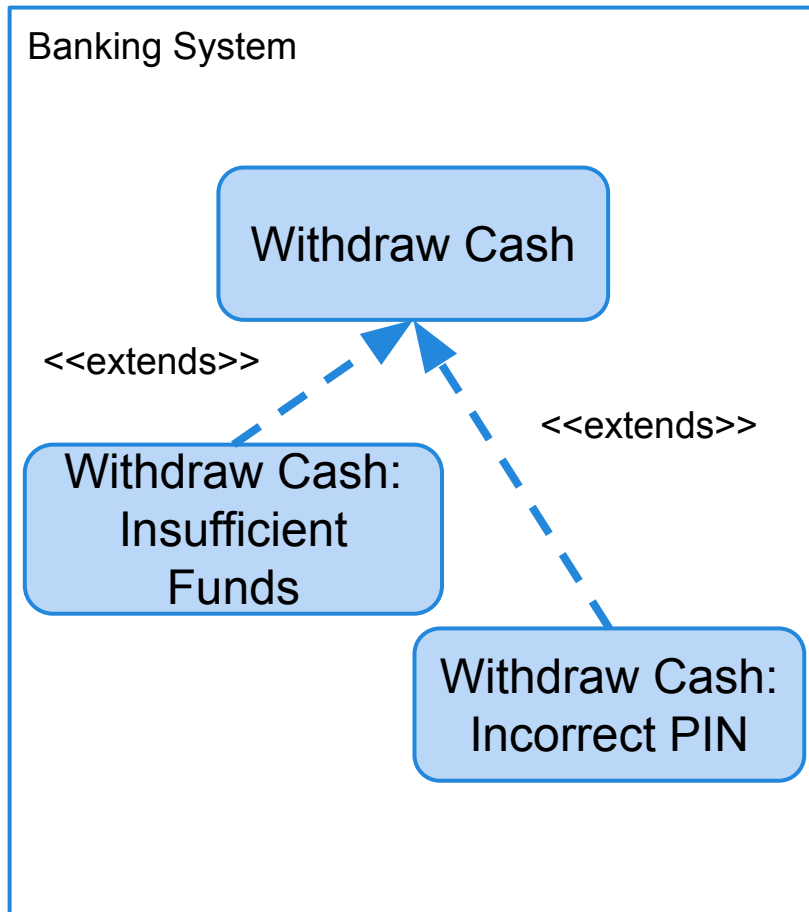 Banking System
Withdraw Cash
<<extends>>
<<extends>>
Withdraw Cash:
Insufficient
Funds
Withdraw Cash:
Incorrect PIN